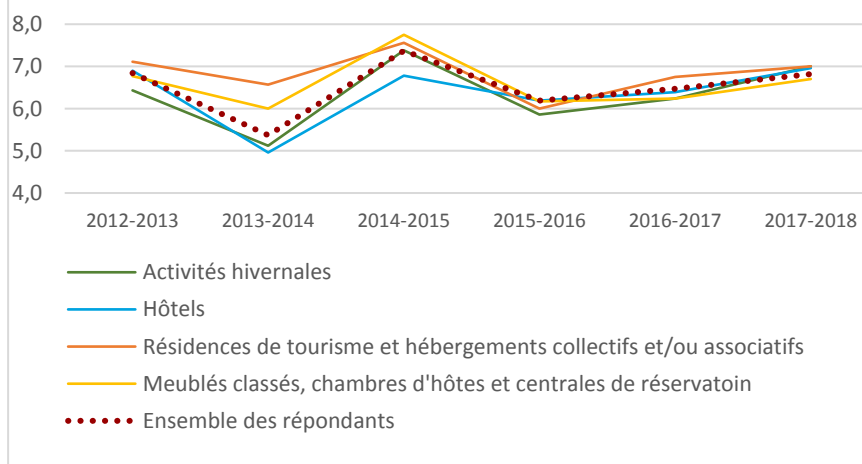 8,0
7,0
6,0
5,0
4,0
2012-2013 2013-2014 2014-2015 2015-2016 2016-2017 2017-2018
Activités hivernales
Hôtels
Résidences de tourisme et hébergements collectifs et/ou associatifs
Meublés classés, chambres d'hôtes et centrales de réservatoin
Ensemble des répondants